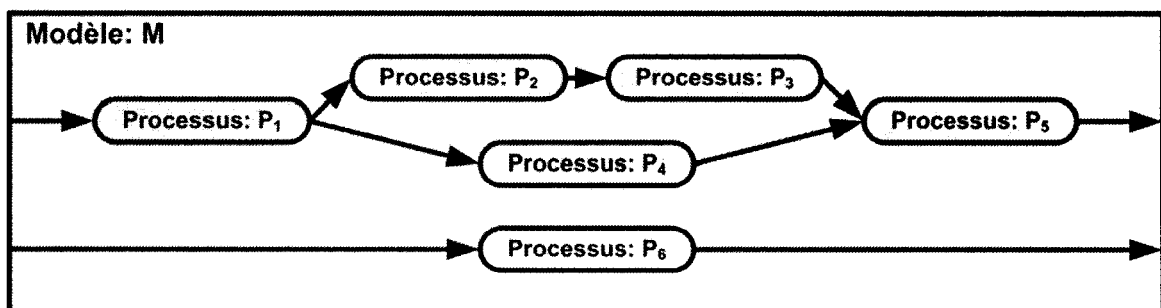 Modèle: M
Processus: P₂
Processus: P₃
Processus: P₁
Processus: P₅
Processus: P₄
Processus: P₆